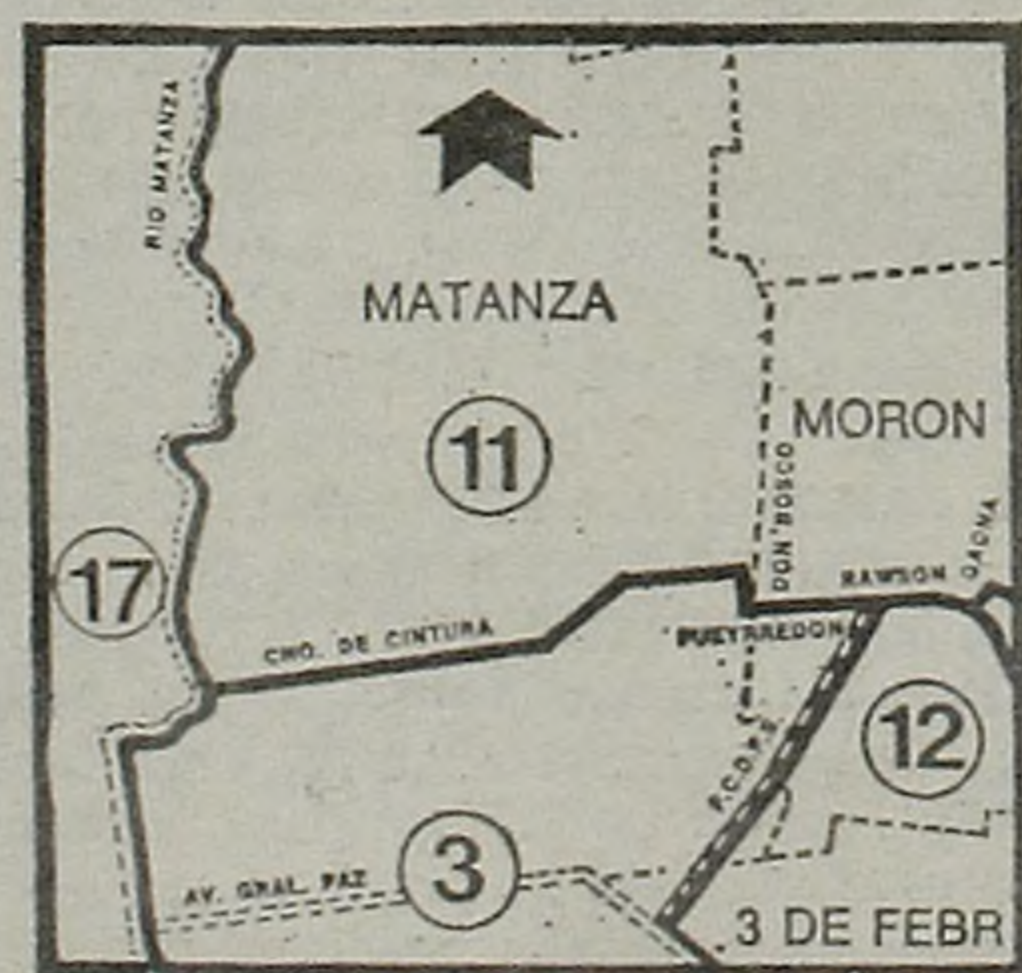 RIO MATANZA
MATANZA
MORON
11
DON BOSCO
GAONA
17
RAWSON
CNO. DE CINTURA
PUEYRREDON
12
F.C.D.F.S.
3
AV. GRAL. PAZ
3 DE FEBR